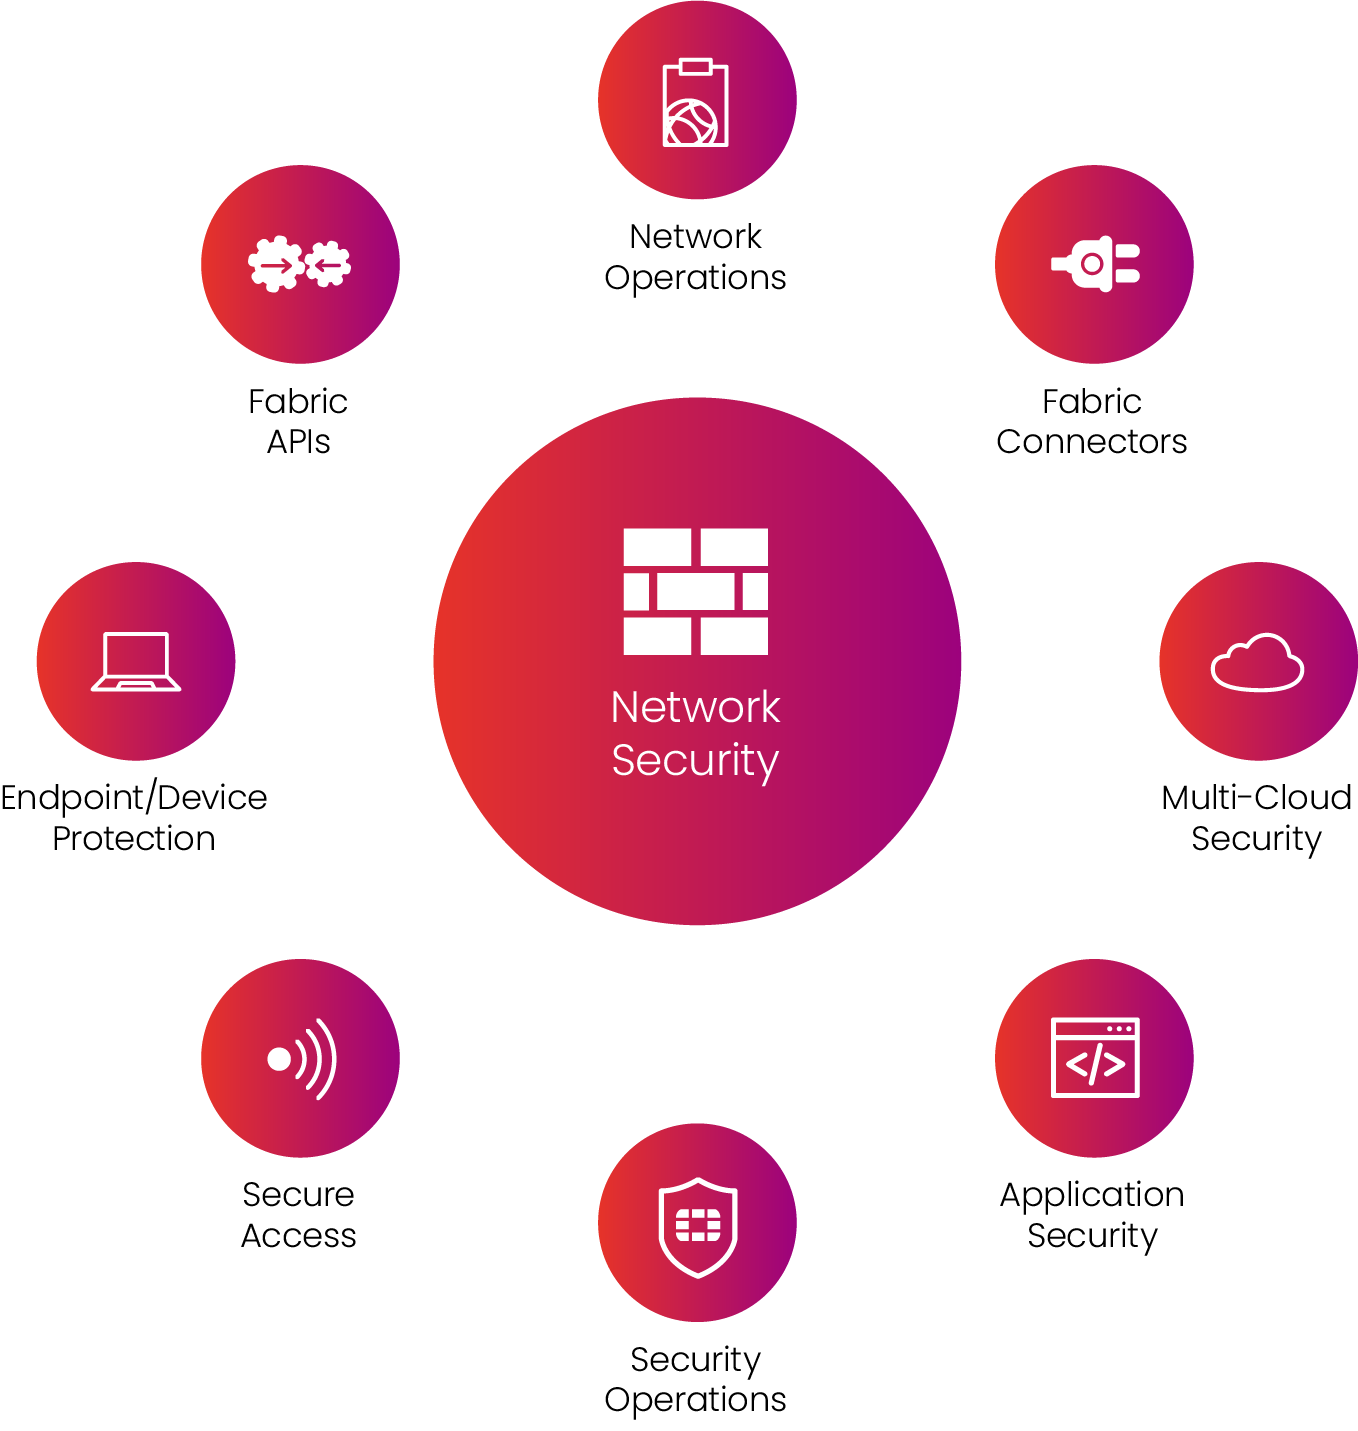 Network
Operations
Fabric
APIs
Fabric
Connectors
Network
Security
Endpoint/Device
Protection
Multi-Cloud
Security
Secure
Access
Application
Security
Security
Operations